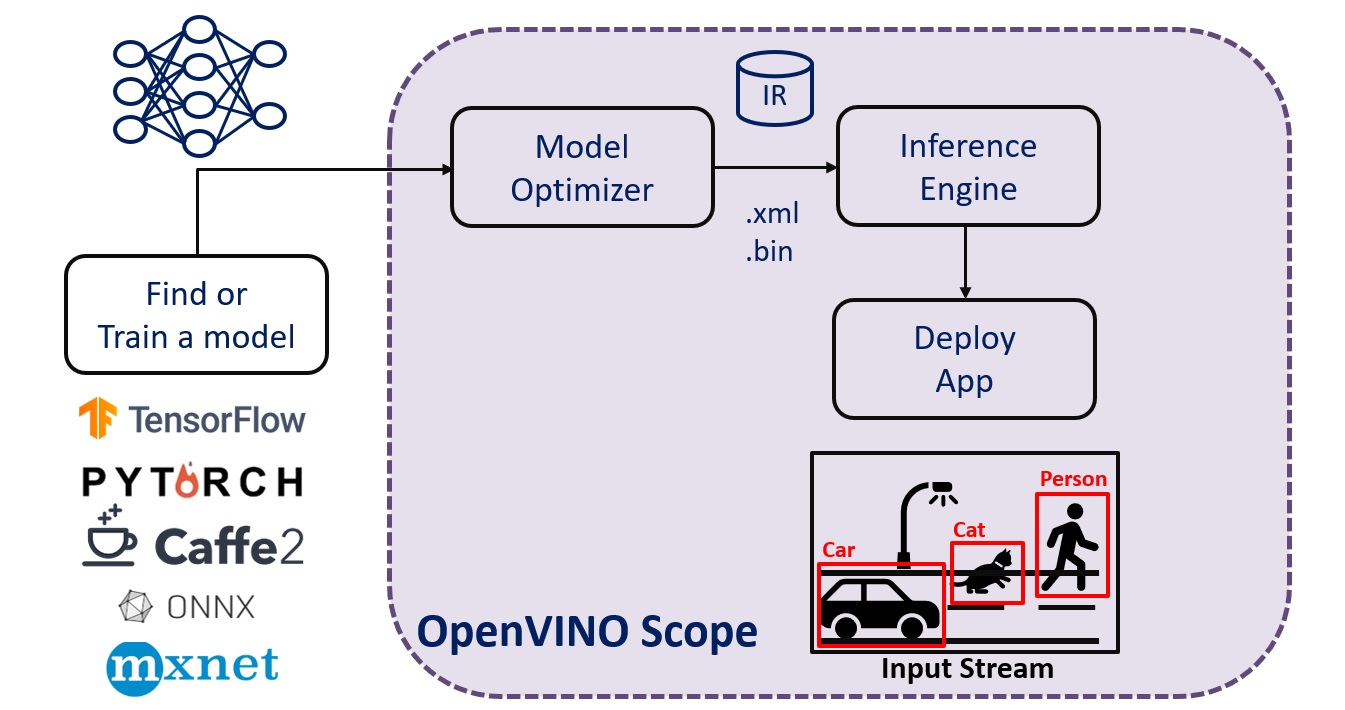 IR
Model
Optimizer
Inference
Engine
.xml
.bin
Find or
Train a model
Deploy
App
TensorFlow
PYTORCH
Caffe2
ONNX
mxnet
OpenVINO Scope
Person
Cat
Car
Input Stream